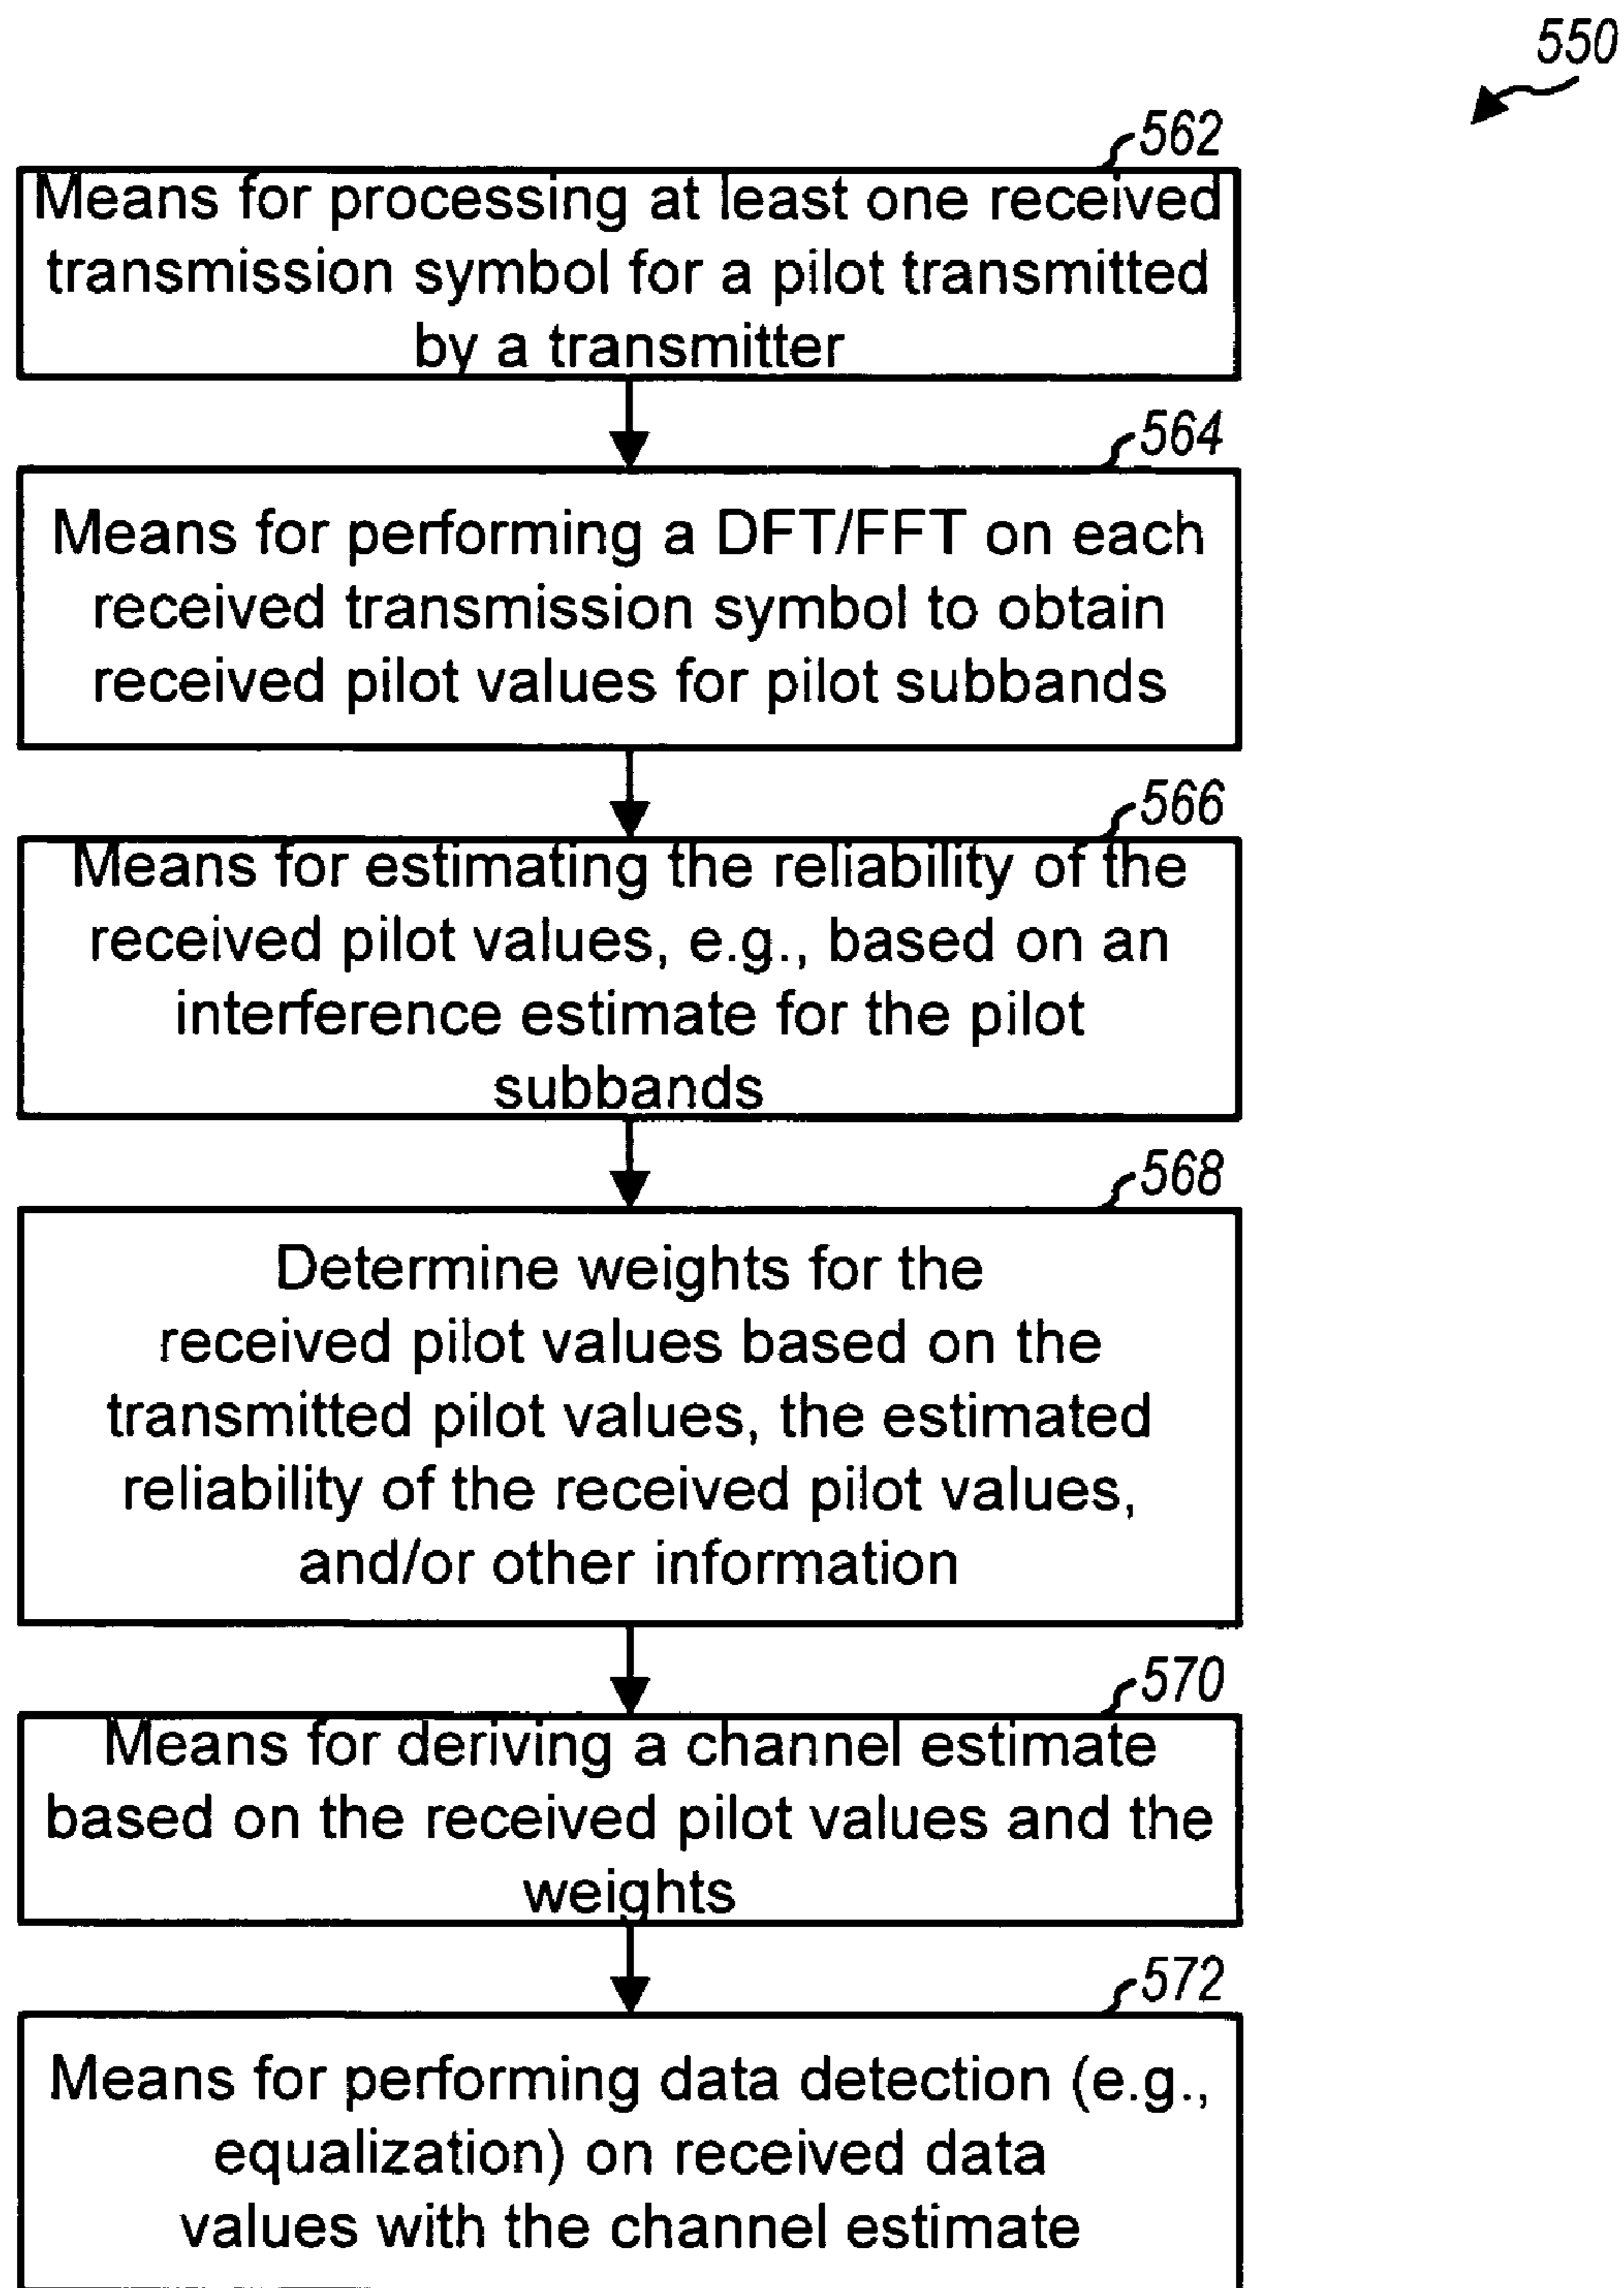 550
562
Means for processing at least one received
transmission symbol for a pilot transmitted
by a transmitter
564
Means for performing a DFT/FFT on each
received transmission symbol to obtain
received pilot values for pilot subbands
566
Means for estimating the reliability of the
received pilot values, e.g., based on an
interference estimate for the pilot
subbands
568
Determine weights for the
received pilot values based on the
transmitted pilot values, the estimated
reliability of the received pilot values,
and/or other information
570
Means for deriving a channel estimate
based on the received pilot values and the
weights
572
Means for performing data detection (e.g.,
equalization) on received data
values with the channel estimate